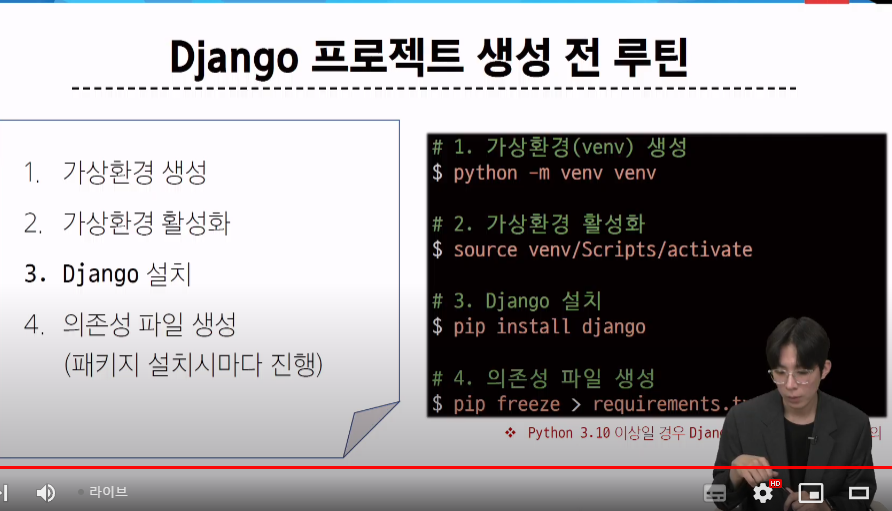 Django 프로젝트 생성 전 루틴
1. 가상환경 생성
2. 가상환경 활성화
3. Django 설치
4. 의존성 파일 생성
(패키지 설치시마다 진행)
# 1. 가상환경(venv) 생성
$ python -m venv venv
# 2. 가상환경 활성화
$ source venv/Scripts/activate
# 3. Django 설치
$ pip install django
# 4. 의존성 파일 생성
$ pip freeze > requirements.
❖ Python 3.10 이상일 경우
라이브
HD